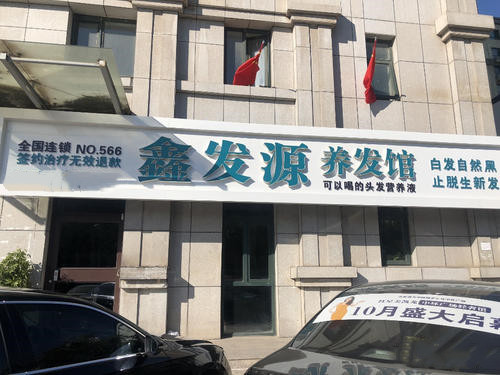 全国连锁 NO.566
签约治疗无效退款
鑫发源 养发馆
可以喝的头发营养液
白发自然黑
止脱生新发
10月盛大启